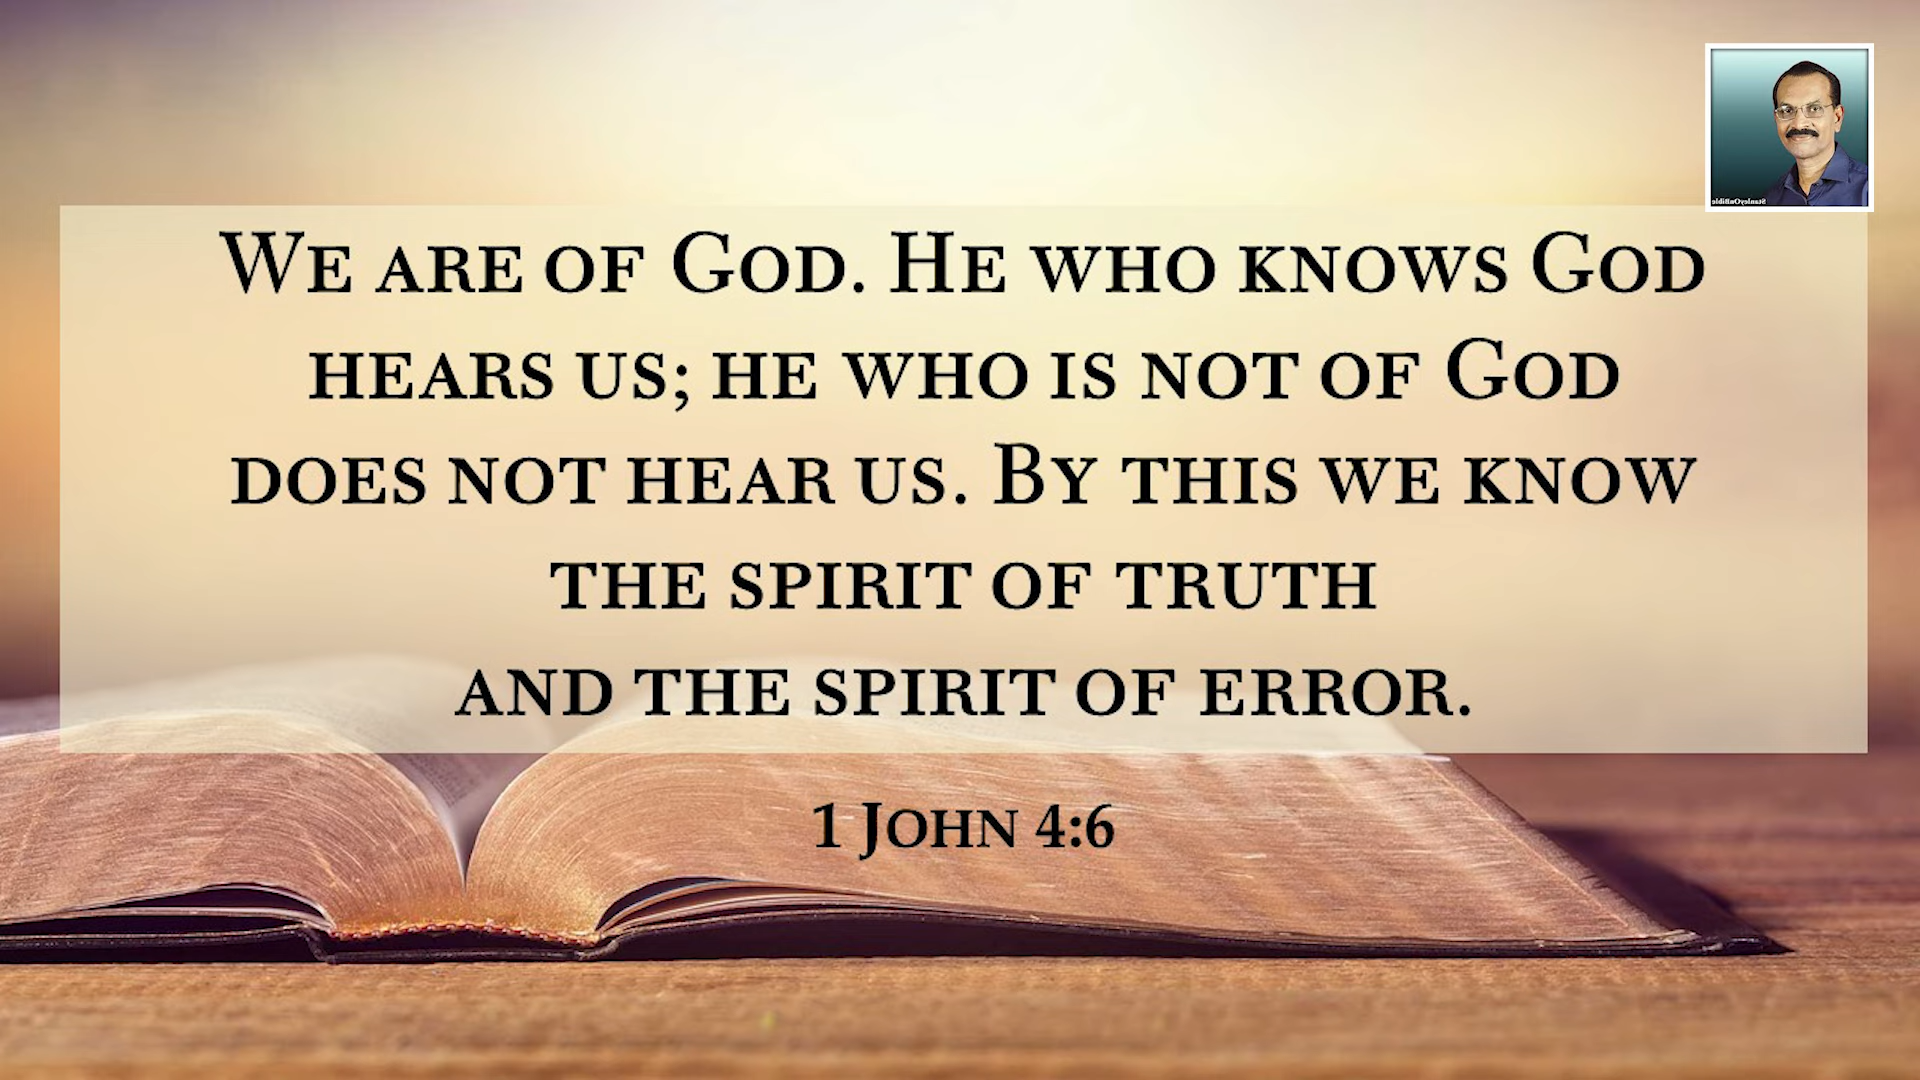 StanleyOnBible
We are of God. He who knows God
hears us; he who is not of God
does not hear us. By this we know
the spirit of truth
and the spirit of error.
1 John 4:6